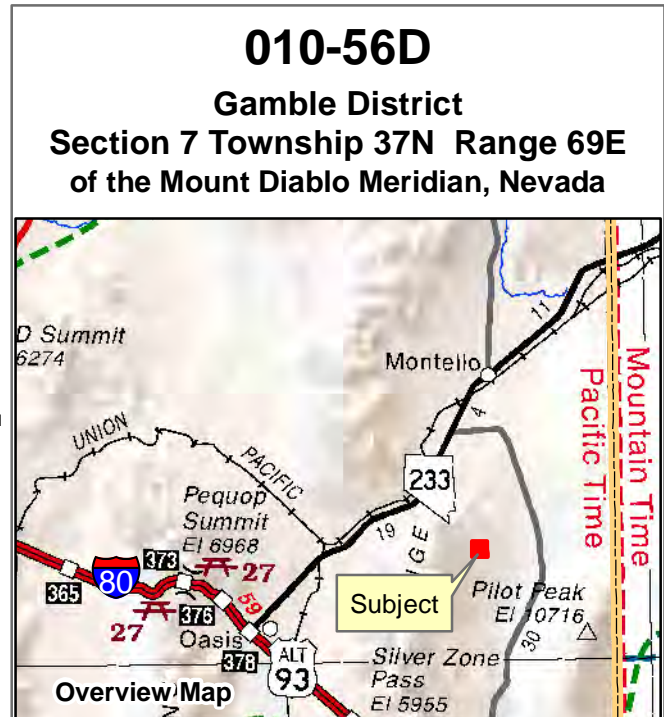 010-56D
Gamble District
Section 7 Township 37N Range 69E
of the Mount Diablo Meridian, Nevada
D Summit
6274
Montello
11
4
Mountain Time
Pacific Time
UNION
PACIFIC
233
19
IGE
Pequop
Summit
El 6968
373
27
80
365
376
59
27
Oasis
378
Subject
Pilot Peak
El 10716
30
ALT
93
Silver Zone
Pass
El 5955
Overview Map